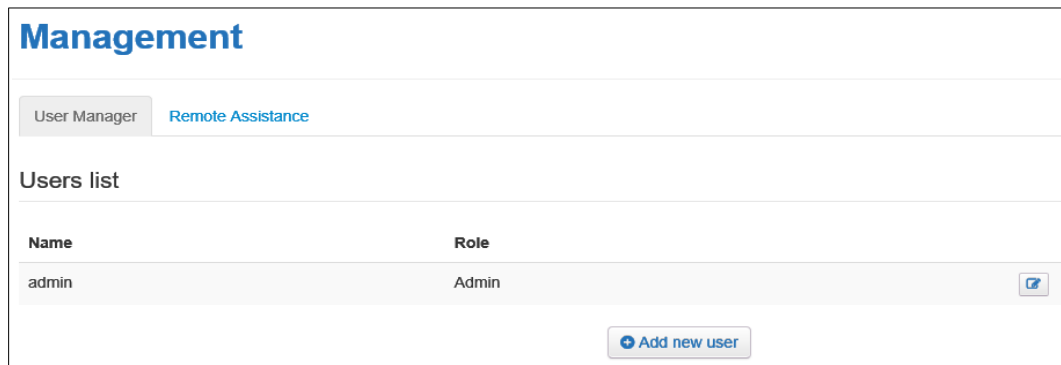 Management
User Manager Remote Assistance
Users list
Name Role
admin Admin
Add new user